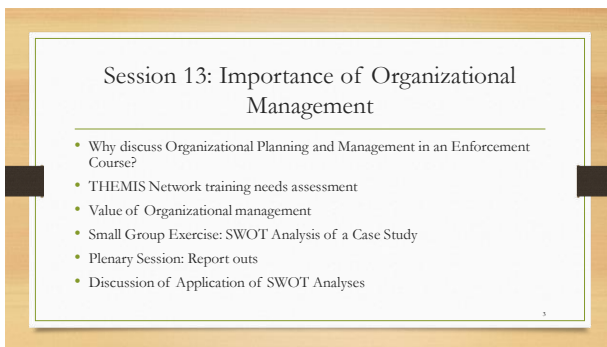 Session 13: Importance of Organizational
Management
• Why discuss Organizational Planning and Management in an Enforcement
Course?
• THEMIS Network training needs assessment
• Value of Organizational management
• Small Group Exercise: SWOT Analysis of a Case Study
• Plenary Session: Report outs
• Discussion of Application of SWOT Analyses
3